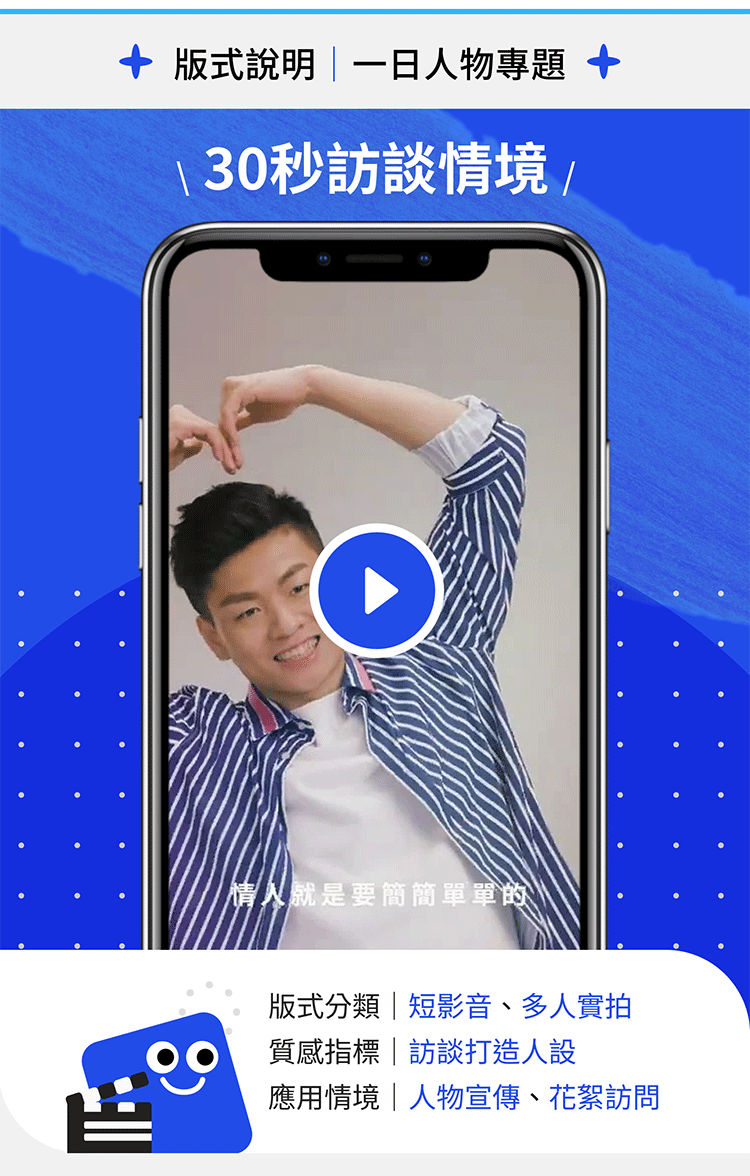 版式說明｜一日人物專題
\ 30秒訪談情境 /
情人就是要簡簡單單的
版式分類｜短影音、多人實拍
質感指標｜訪談打造人設
應用情境｜人物宣傳、花絮訪問